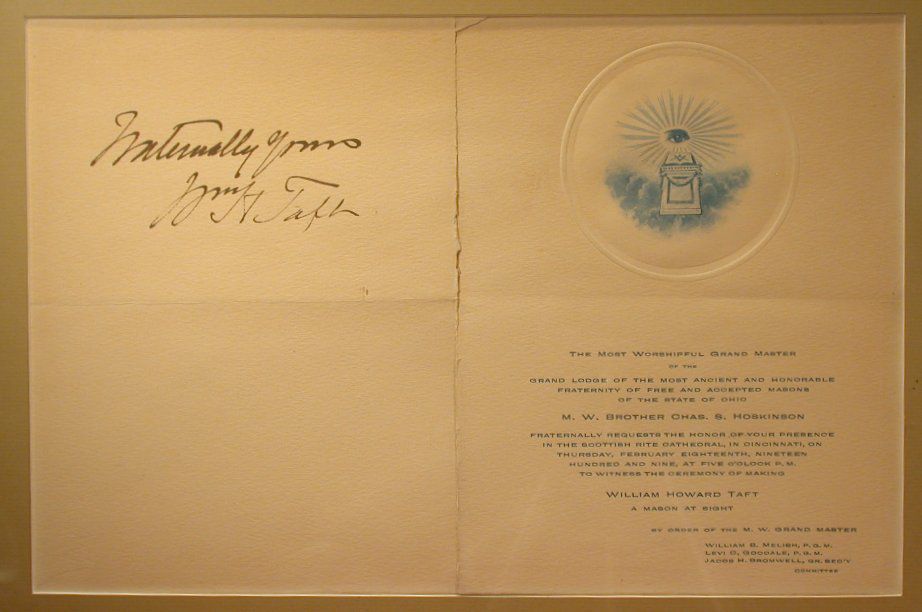 Fraternally Yours
Wm H Taft
THE MOST WORSHIPFUL GRAND MASTER
OF THE
GRAND LODGE OF THE MOST ANCIENT AND HONORABLE
FRATERNITY OF FREE AND ACCEPTED MASONS
OF THE STATE OF OHIO
M. W. BROTHER CHAS. S. HOSKINSON
FRATERNALLY REQUESTS THE HONOR OF YOUR PRESENCE
IN THE SCOTTISH RITE CATHEDRAL, IN CINCINNATI, ON
THURSDAY, FEBRUARY EIGHTEENTH, NINETEEN
HUNDRED AND NINE, AT FIVE O'CLOCK P. M.
TO WITNESS THE CEREMONY OF MAKING
WILLIAM HOWARD TAFT
A MASON AT SIGHT
BY ORDER OF THE M. W. GRAND MASTER
WILLIAM B. MELISH, P. G. M.
LEVI C. GOODALE, P. G. M.
JACOB H. BROMWELL, GR. SEC'Y
COMMITTEE